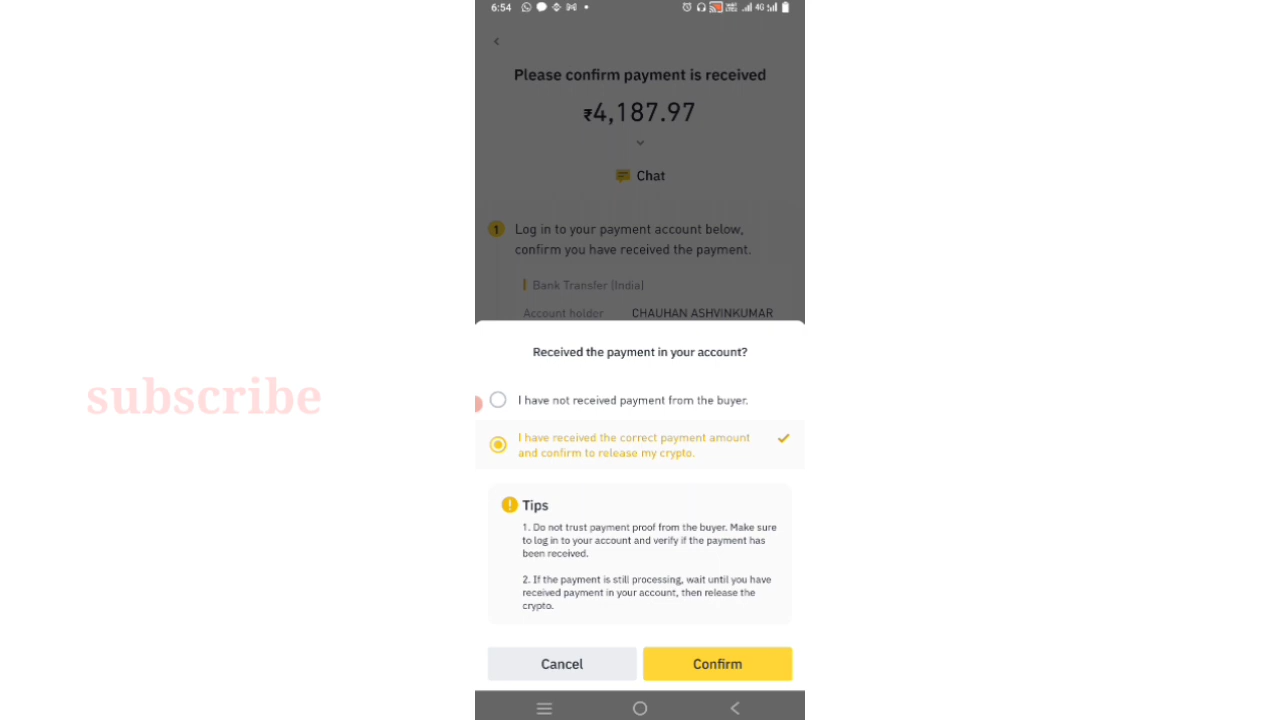 6:54
4G
Please confirm payment is received
₹4,187.97
Chat
1 Log in to your payment account below,
confirm you have received the payment.
Bank Transfer (India)
Account holder CHAUHAN ASHVINKUMAR
Received the payment in your account?
I have not received payment from the buyer.
subscribe
I have received the correct payment amount
and confirm to release my crypto.
Tips
1. Do not trust payment proof from the buyer. Make sure
to log in to your account and verify if the payment has
been received.
2. If the payment is still processing, wait until you have
received payment in your account, then release the
crypto.
Cancel Confirm